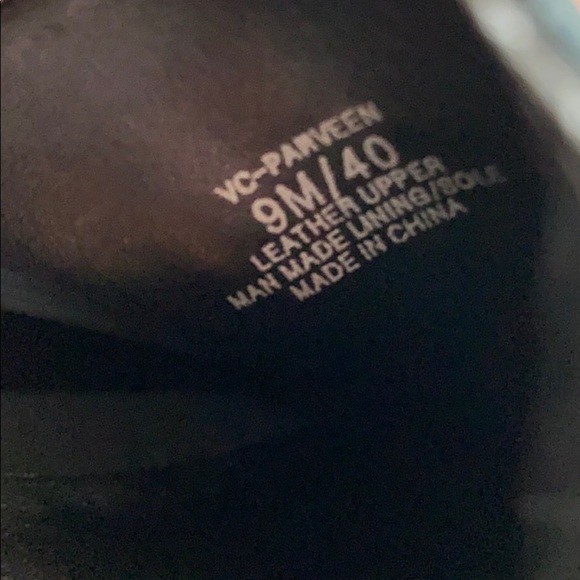 VC-PARVEEN
9M/40
LEATHER UPPER
MAN MADE LINING/SOLE
MADE IN CHINA